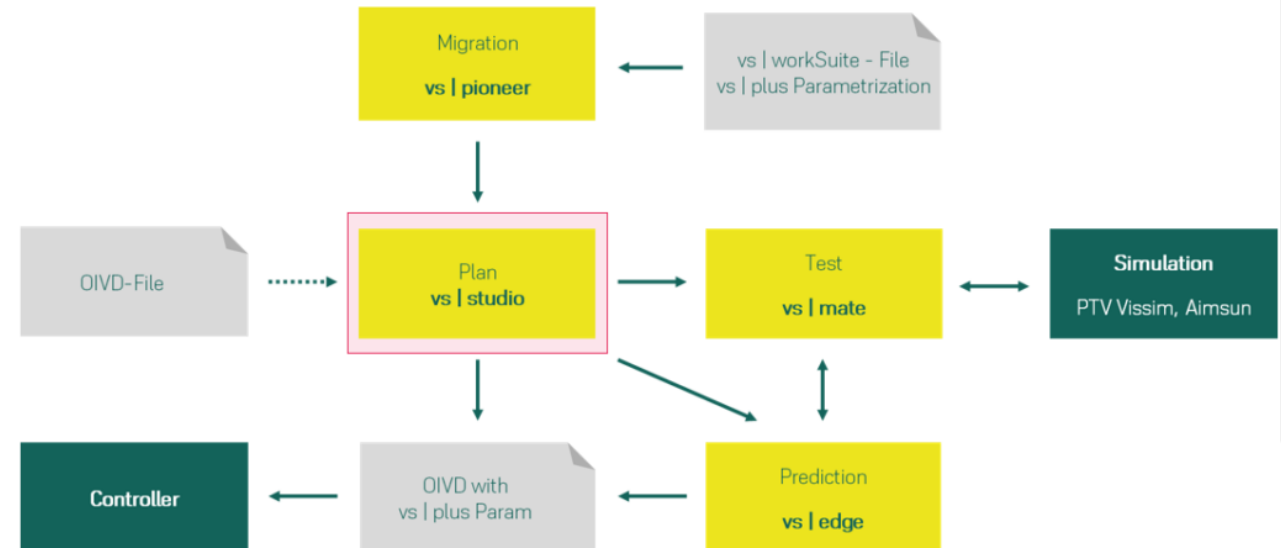 Migration
vs | pioneer
vs | workSuite - File
vs | plus Parametrization
OIVD-File
Plan
vs | studio
Test
vs | mate
Simulation
PTV Vissim, Aimsun
Controller
OIVD with
vs | plus Param
Prediction
vs | edge